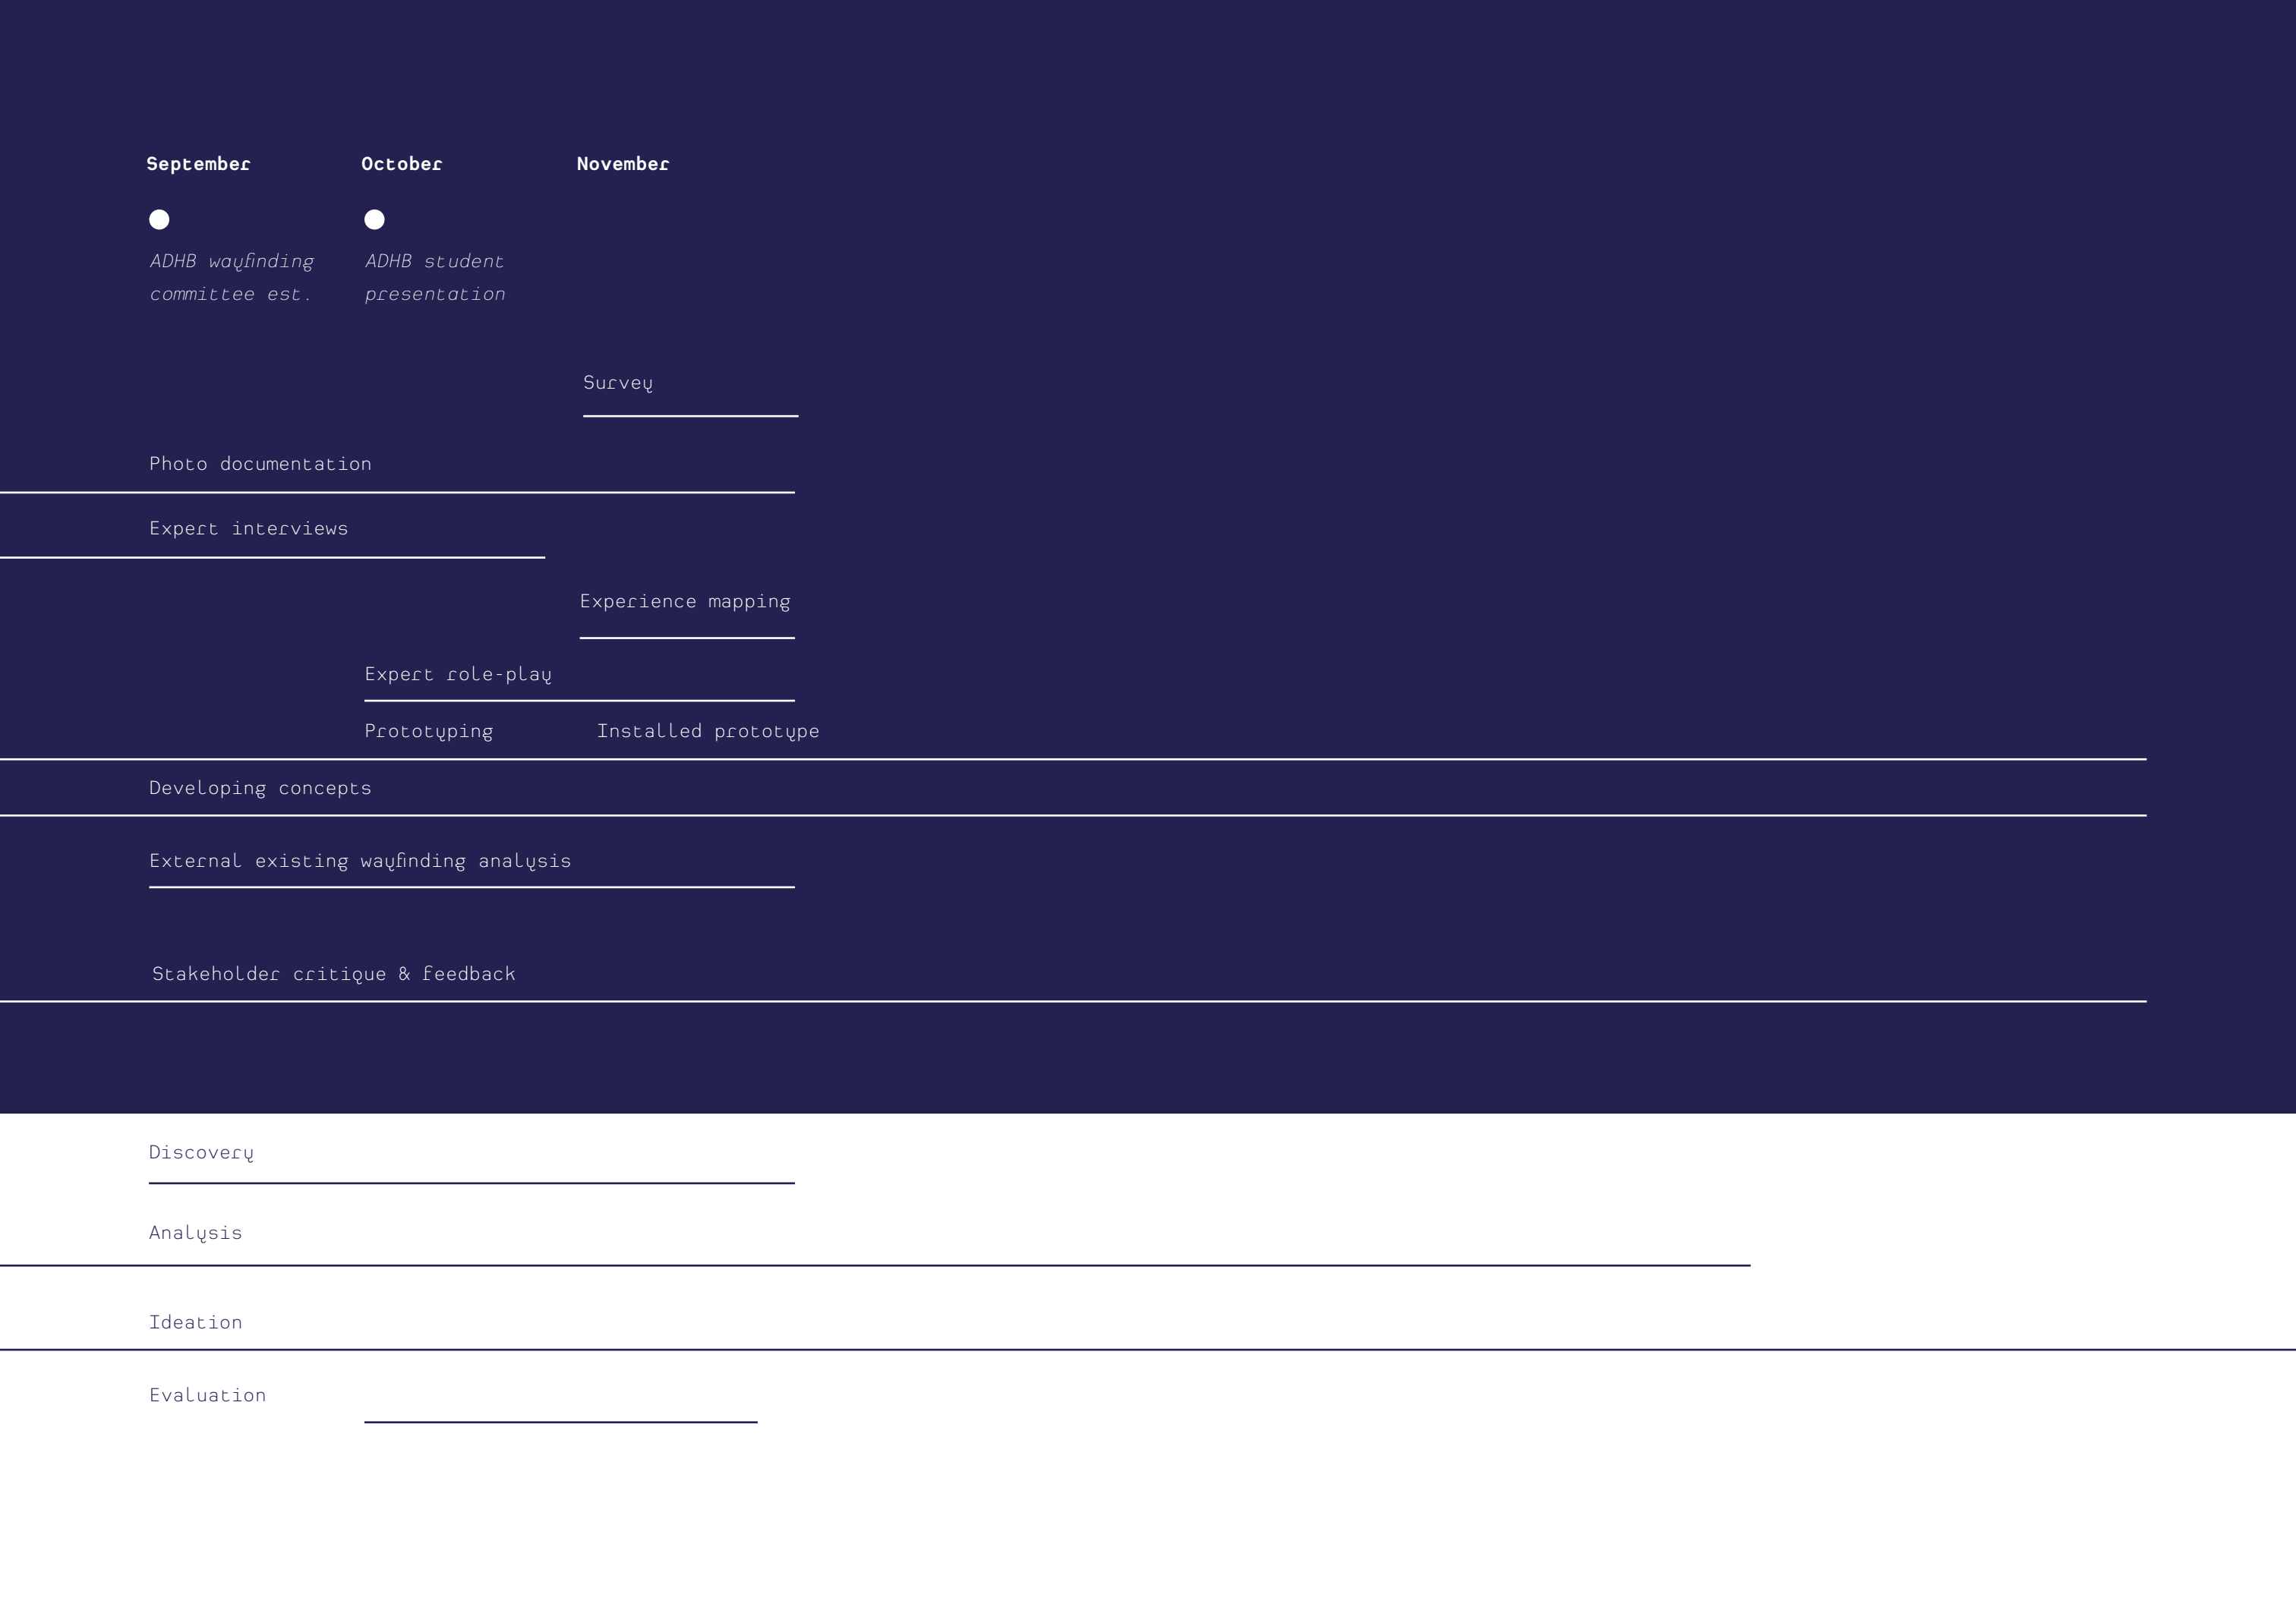 September
October
November
ADHB wayfinding
committee est.
ADHB student
presentation
Survey
Photo documentation
Expert interviews
Experience mapping
Expert role-play
Prototyping
Installed prototype
Developing concepts
External existing wayfinding analysis
Stakeholder critique & feedback
Discovery
Analysis
Ideation
Evaluation